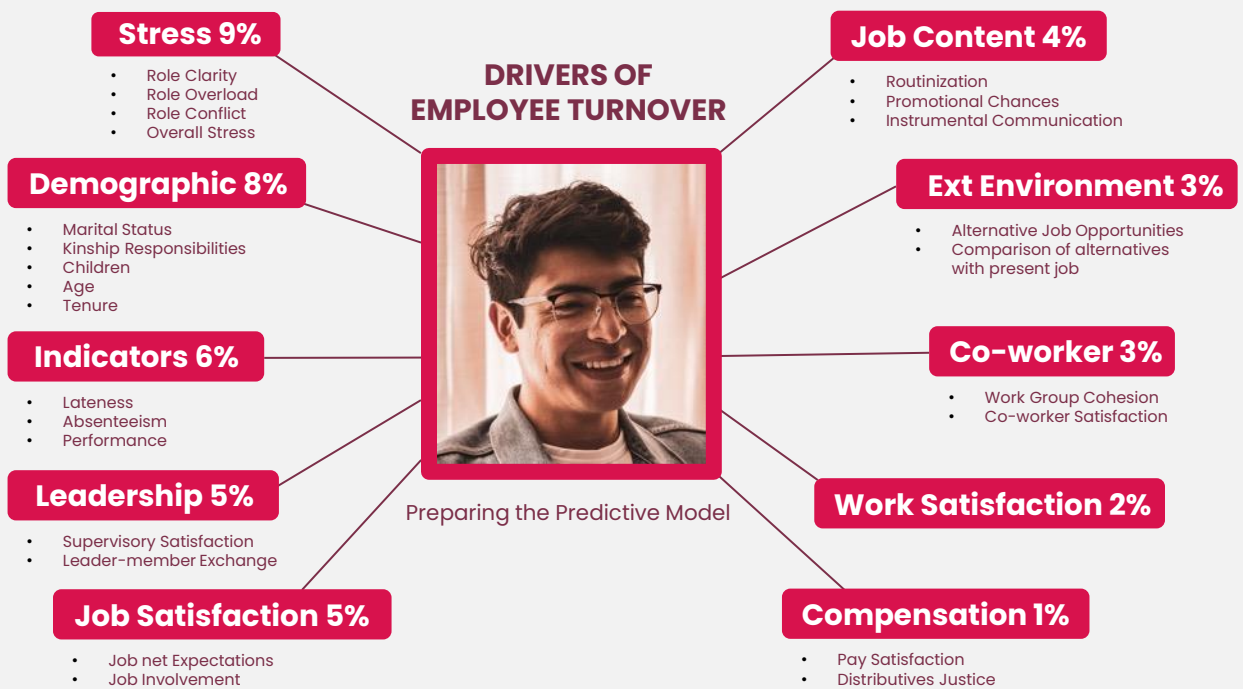 DRIVERS OF
EMPLOYEE TURNOVER
Stress 9%
• Role Clarity
• Role Overload
• Role Conflict
• Overall Stress
Demographic 8%
• Marital Status
• Kinship Responsibilities
• Children
• Age
• Tenure
Indicators 6%
• Lateness
• Absenteeism
• Performance
Leadership 5%
• Supervisory Satisfaction
• Leader-member Exchange
Job Satisfaction 5%
• Job net Expectations
• Job Involvement
Preparing the Predictive Model
Job Content 4%
• Routinization
• Promotional Chances
• Instrumental Communication
Ext Environment 3%
• Alternative Job Opportunities
• Comparison of alternatives
with present job
Co-worker 3%
• Work Group Cohesion
• Co-worker Satisfaction
Work Satisfaction 2%
Compensation 1%
• Pay Satisfaction
• Distributives Justice